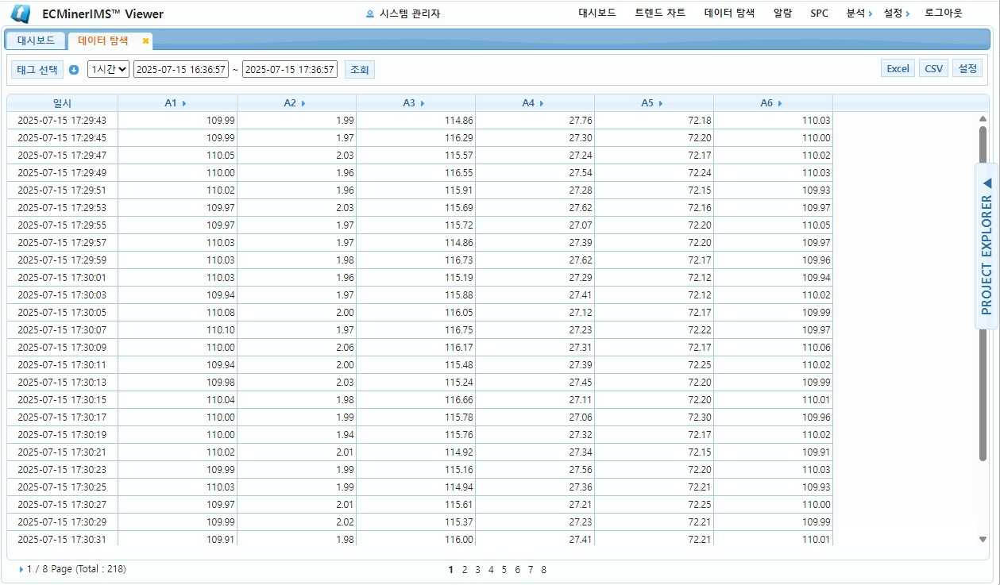 ECMinerIMS™ Viewer 시스템 관리자 대시보드 트렌드 차트 데이터 탐색 알람 SPC 분석 설정 로그아웃
대시보드 데이터 탐색
태그 선택 1시간 2025-07-15 16:36:57 ~ 2025-07-15 17:36:57 조회 Excel CSV 설정
일시 A1 A2 A3 A4 A5 A6
2025-07-15 17:29:43 109.99 1.99 114.86 27.76 72.18 110.03
2025-07-15 17:29:45 109.99 1.97 116.29 27.30 72.20 110.00
2025-07-15 17:29:47 110.05 2.03 115.57 27.24 72.17 110.02
2025-07-15 17:29:49 110.00 1.96 116.55 27.54 72.24 110.03
2025-07-15 17:29:51 110.02 1.96 115.91 27.28 72.15 109.93
2025-07-15 17:29:53 109.97 2.03 115.69 27.62 72.16 109.97
2025-07-15 17:29:55 109.97 1.97 115.72 27.07 72.20 110.05
2025-07-15 17:29:57 110.03 1.97 114.86 27.39 72.20 109.97
2025-07-15 17:29:59 110.03 1.98 116.73 27.62 72.17 109.96
2025-07-15 17:30:01 110.03 1.96 115.19 27.29 72.12 109.94
2025-07-15 17:30:03 109.94 1.97 115.88 27.41 72.12 110.02
2025-07-15 17:30:05 110.08 2.00 116.05 27.12 72.17 109.99
2025-07-15 17:30:07 110.10 1.97 116.75 27.23 72.22 109.97
2025-07-15 17:30:09 110.00 2.06 116.17 27.31 72.17 110.06
2025-07-15 17:30:11 109.94 2.00 115.48 27.39 72.25 110.02
2025-07-15 17:30:13 109.98 2.03 115.24 27.45 72.20 109.99
2025-07-15 17:30:15 110.04 1.98 116.66 27.11 72.20 110.01
2025-07-15 17:30:17 110.00 1.99 115.78 27.06 72.30 109.96
2025-07-15 17:30:19 110.00 1.94 115.76 27.32 72.17 110.02
2025-07-15 17:30:21 110.02 2.01 114.92 27.34 72.15 109.91
2025-07-15 17:30:23 109.99 1.99 115.16 27.56 72.20 110.03
2025-07-15 17:30:25 110.03 1.99 114.94 27.36 72.21 109.93
2025-07-15 17:30:27 109.97 2.01 115.61 27.21 72.25 110.00
2025-07-15 17:30:29 109.99 2.02 115.37 27.23 72.21 109.99
2025-07-15 17:30:31 109.91 1.98 116.00 27.41 72.21 110.01
PROJECT EXPLORER
1 / 8 Page (Total : 218) 1 2 3 4 5 6 7 8